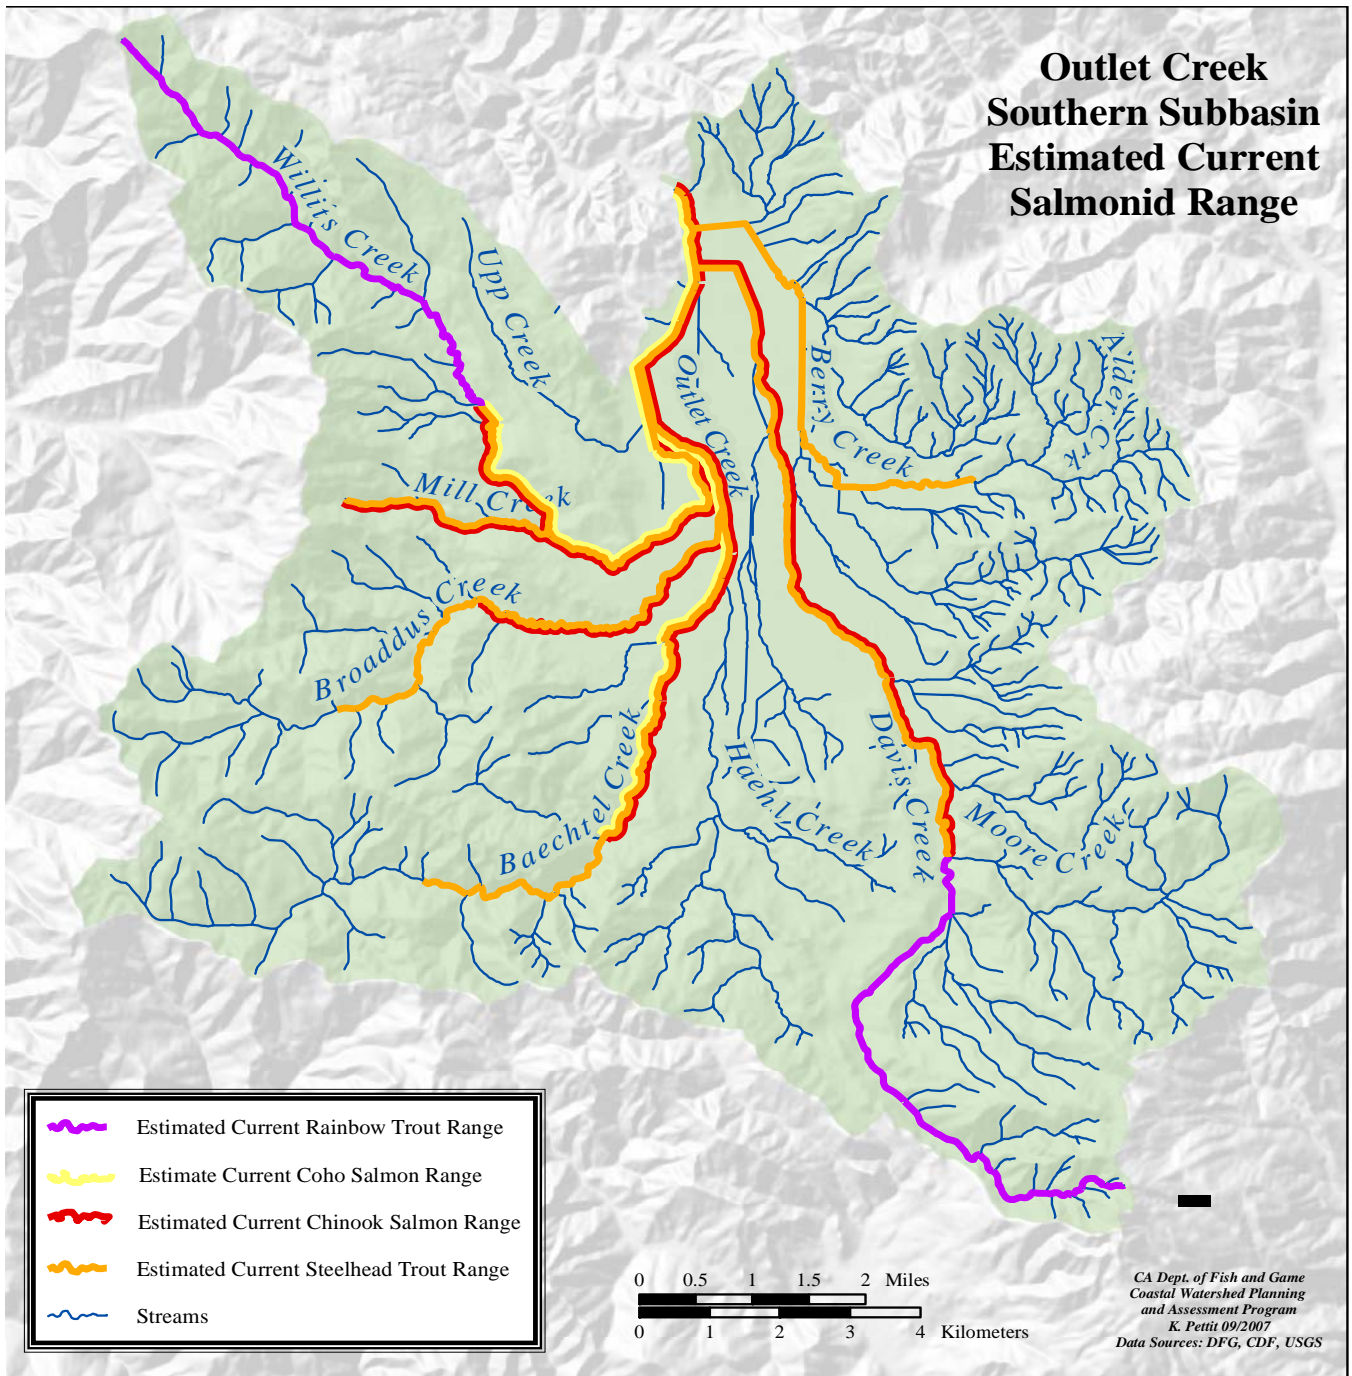 Outlet Creek
Southern Subbasin
Estimated Current
Salmonid Range
Willits Creek
Upp Creek
Outlet Creek
Berry Creek
Alder Crk
Mill Creek
Broaddus Creek
Baechtel Creek
Haehl Creek
Davis Creek
Moore Creek
Estimated Current Rainbow Trout Range
Estimate Current Coho Salmon Range
Estimated Current Chinook Salmon Range
Estimated Current Steelhead Trout Range
Streams
0 0.5 1 1.5 2 Miles
0 1 2 3 4 Kilometers
CA Dept. of Fish and Game
Coastal Watershed Planning
and Assessment Program
K. Pettit 09/2007
Data Sources: DFG, CDF, USGS